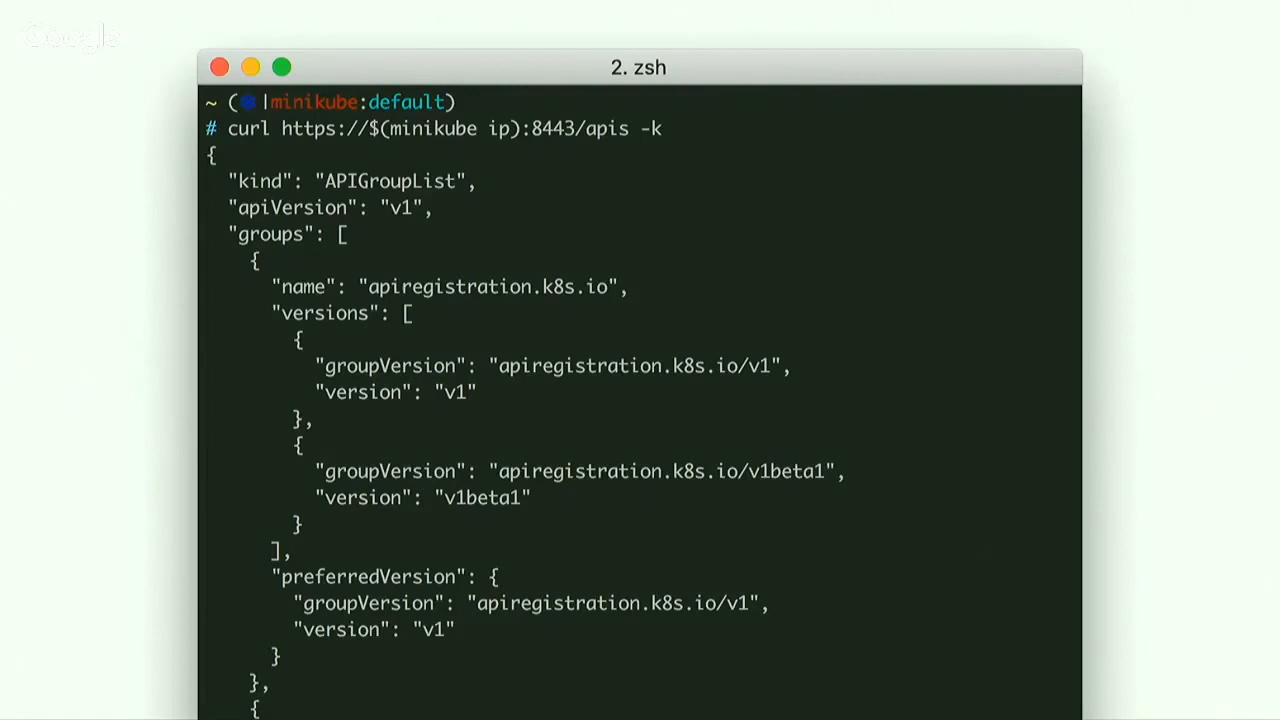 Google
2. zsh
~ (⎈ |minikube:default)
# curl https://$(minikube ip):8443/apis -k
{
  "kind": "APIGroupList",
  "apiVersion": "v1",
  "groups": [
    {
      "name": "apiregistration.k8s.io",
      "versions": [
        {
          "groupVersion": "apiregistration.k8s.io/v1",
          "version": "v1"
        },
        {
          "groupVersion": "apiregistration.k8s.io/v1beta1",
          "version": "v1beta1"
        }
      ],
      "preferredVersion": {
        "groupVersion": "apiregistration.k8s.io/v1",
        "version": "v1"
      }
    },
    {